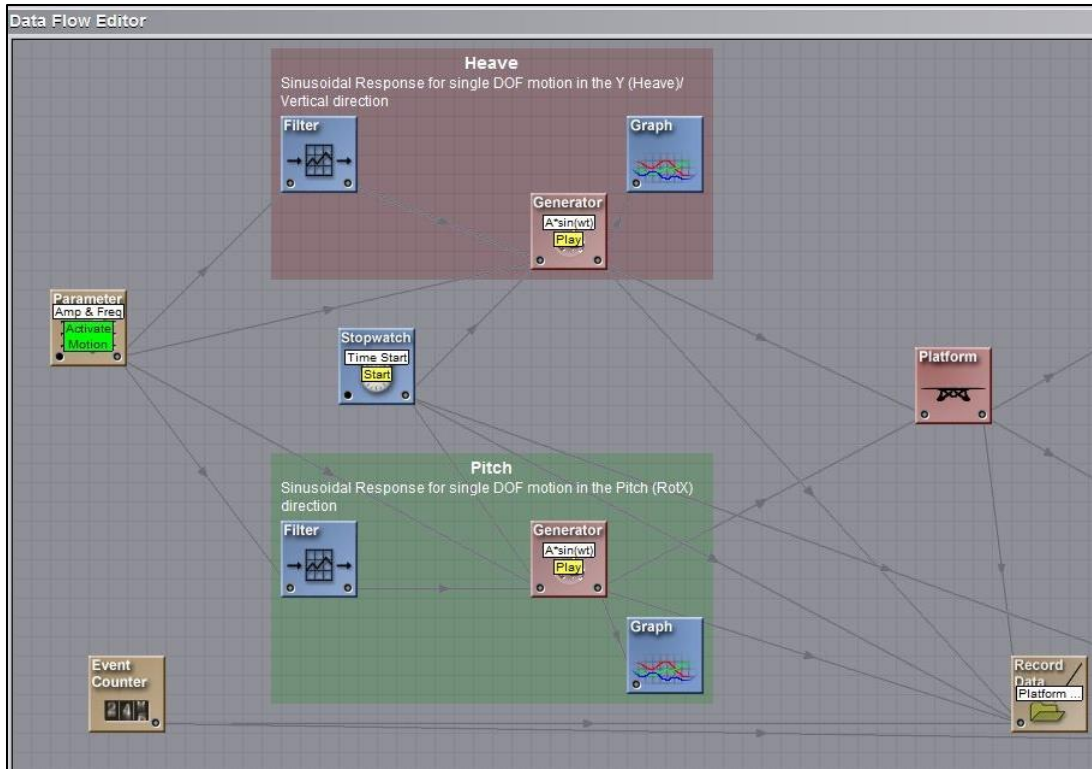 Data Flow Editor
Heave
Sinusoidal Response for single DOF motion in the Y (Heave)/
Vertical direction
Filter
Graph
Generator
A*sin(wt)
Play
Parameter
Amp & Freq
Activate
Motion
Stopwatch
Time Start
Start
Platform
Pitch
Sinusoidal Response for single DOF motion in the Pitch (RotX)
direction
Filter
Generator
A*sin(wt)
Play
Graph
Event
Counter
24
Record
Data
Platform ...